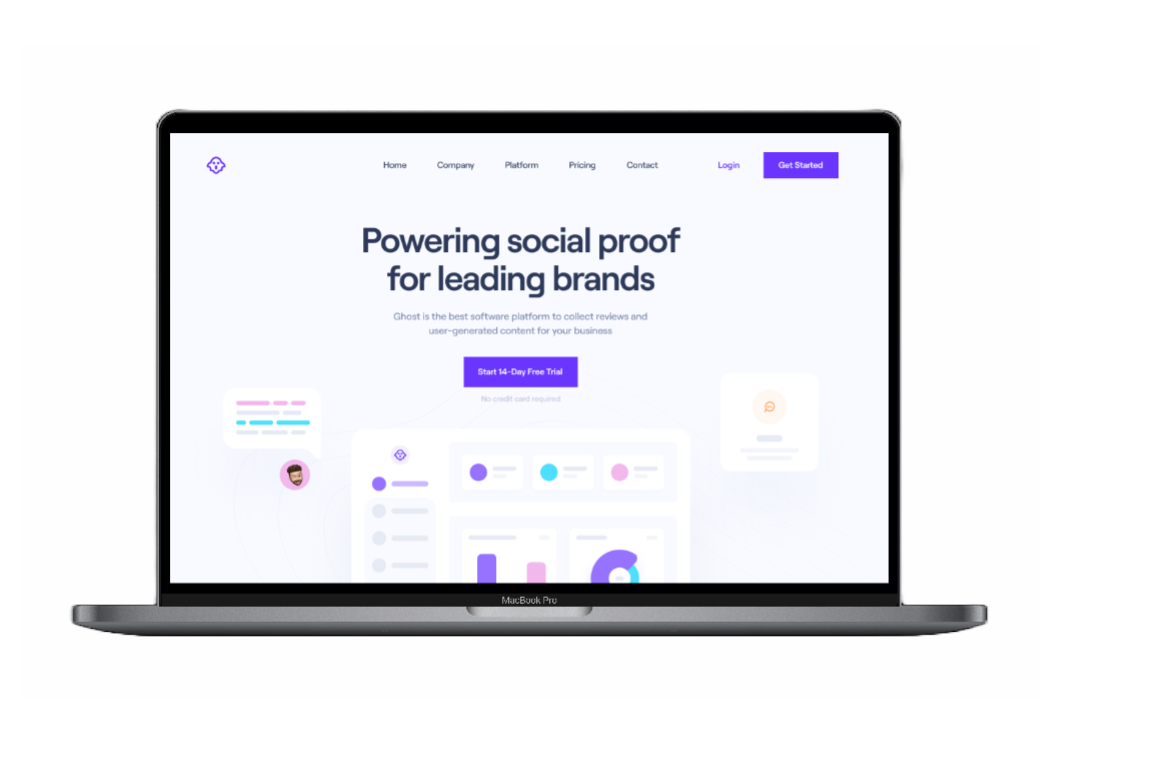 Home Company Platform Pricing Contact Login Get Started
Powering social proof
for leading brands
Ghost is the best software platform to collect reviews and
user-generated content for your business
Start 14-Day Free Trial
No credit card required
MacBook Pro